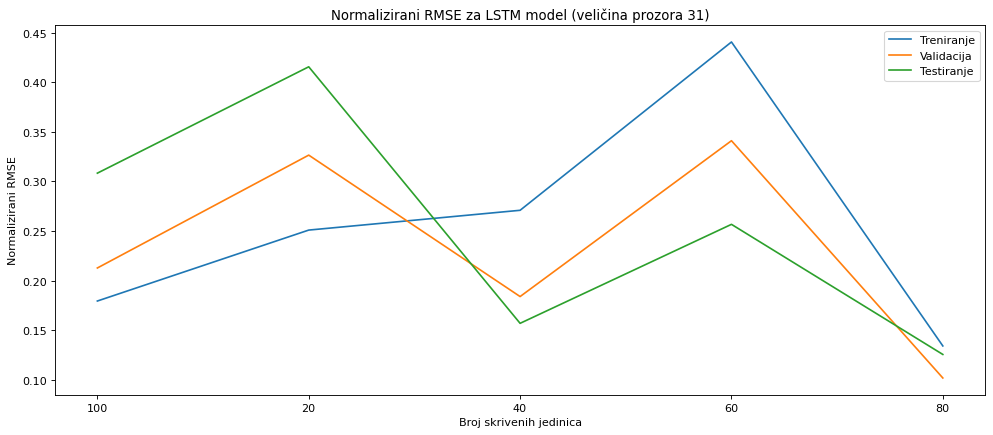 Normalizirani RMSE za LSTM model (veličina prozora 31)
Treniranje
Validacija
Testiranje
Normalizirani RMSE
0.45
0.40
0.35
0.30
0.25
0.20
0.15
0.10
100 20 40 60 80
Broj skrivenih jedinica